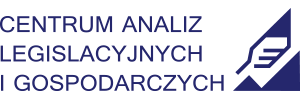 CENTRUM ANALIZ
LEGISLACYJNYCH
I GOSPODARCZYCH